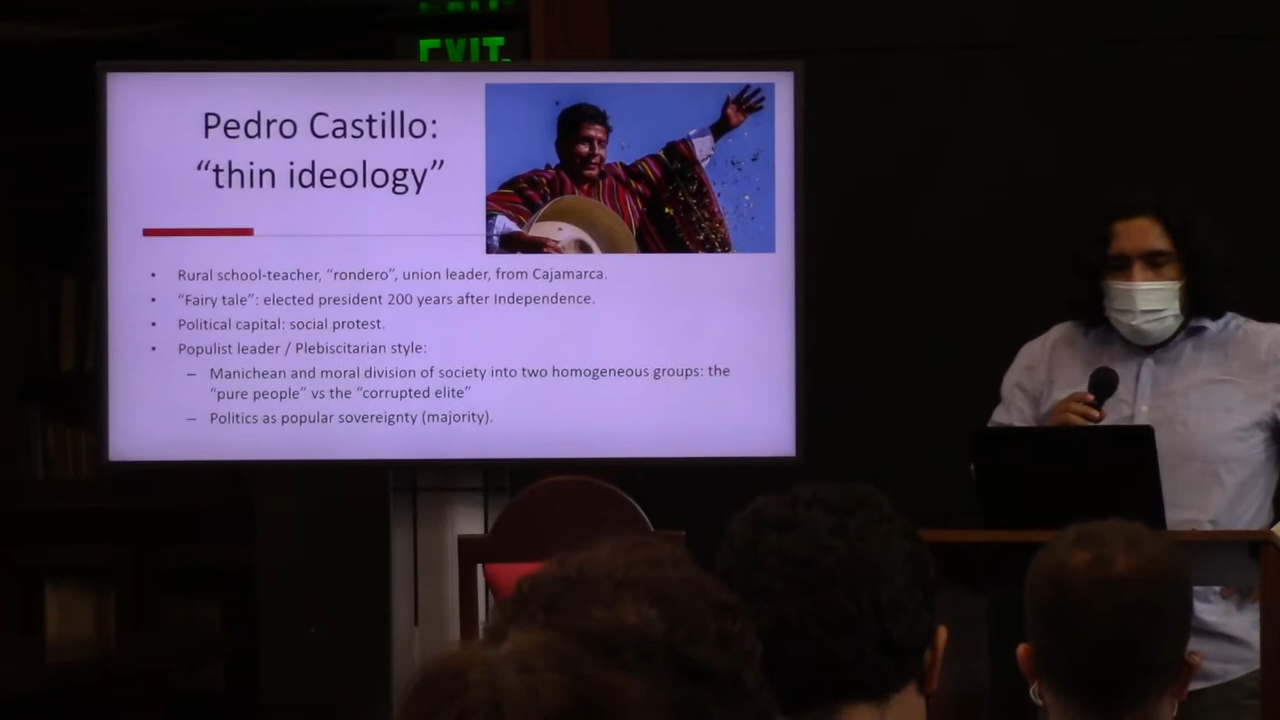 EXIT
Pedro Castillo:
“thin ideology”
• Rural school-teacher, “rondero”, union leader, from Cajamarca.
• “Fairy tale”: elected president 200 years after Independence.
• Political capital: social protest.
• Populist leader / Plebiscitarian style:
– Manichean and moral division of society into two homogeneous groups: the
“pure people” vs the “corrupted elite”
– Politics as popular sovereignty (majority).